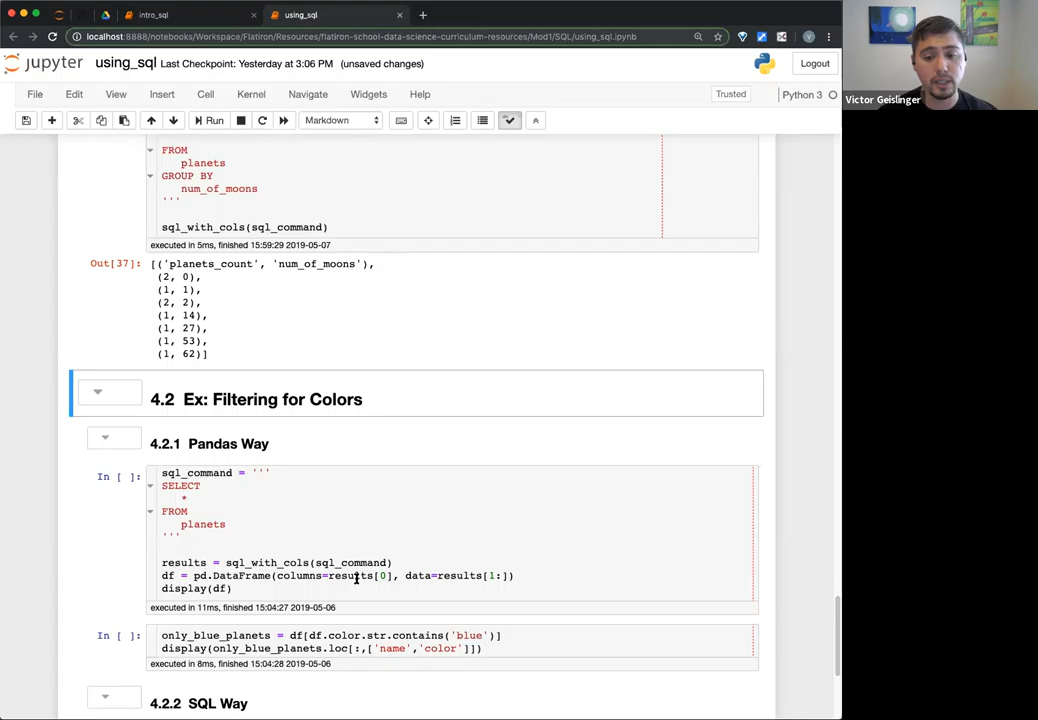 intro_sql
using_sql
localhost:8888/notebooks/Workspace/Flatiron/Resources/flatiron-school-data-science-curriculum-resources/Mod1/SQL/using_sql.ipynb
jupyter using_sql Last Checkpoint: Yesterday at 3:06 PM (unsaved changes)
Logout
Victor Geislinger
File Edit View Insert Cell Kernel Navigate Widgets Help
Trusted
Python 3
Run
Markdown
FROM
planets
GROUP BY
num_of_moons
'''
sql_with_cols(sql_command)
executed in 5ms, finished 15:59:29 2019-05-07
Out[37]: [('planets_count', 'num_of_moons'),
(2, 0),
(1, 1),
(2, 2),
(1, 14),
(1, 27),
(1, 53),
(1, 62)]
4.2 Ex: Filtering for Colors
4.2.1 Pandas Way
In [ ]: sql_command = '''
SELECT
*
FROM
planets
'''
results = sql_with_cols(sql_command)
df = pd.DataFrame(columns=results[0], data=results[1:])
display(df)
executed in 11ms, finished 15:04:27 2019-05-06
In [ ]: only_blue_planets = df[df.color.str.contains('blue')]
display(only_blue_planets.loc[:,['name','color']])
executed in 8ms, finished 15:04:28 2019-05-06
4.2.2 SQL Way